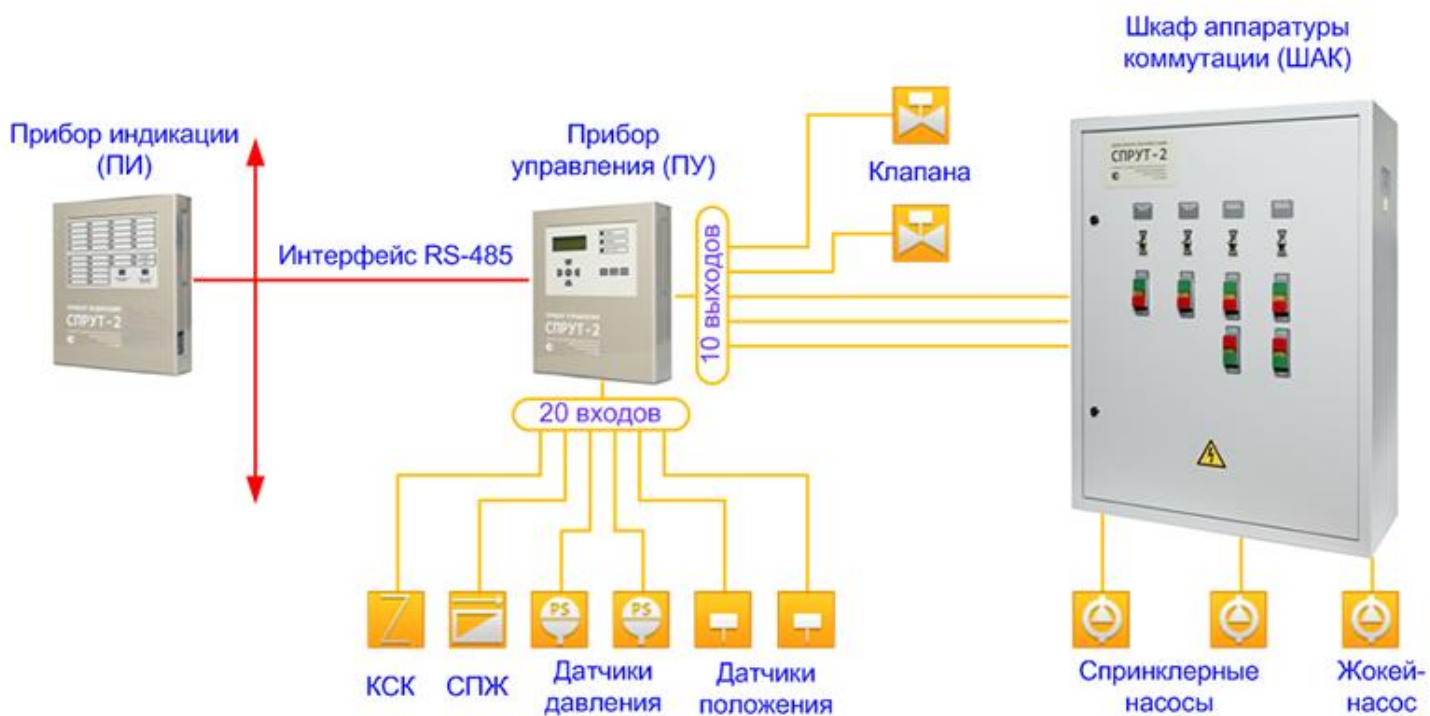 Шкаф аппаратуры
коммутации (ШАК)
Прибор индикации
(ПИ)
Прибор
управления (ПУ)
Клапана
Интерфейс RS-485
10 выходов
20 входов
СПРУТ-2
СПРУТ-2
СПРУТ-2
PS
PS
КСК
СПЖ
Датчики
давления
Датчики
положения
Спринклерные
насосы
Жокей-
насос